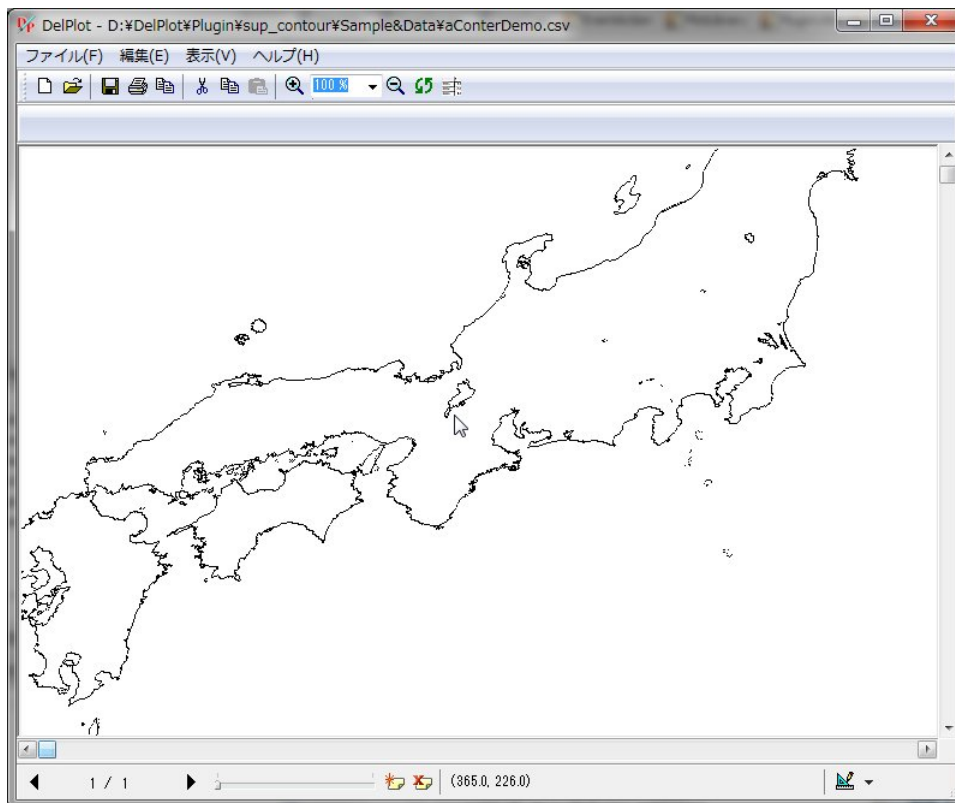 DelPlot - D:¥DelPlot¥Plugin¥sup_contour¥Sample&Data¥aConterDemo.csv
ファイル(F) 編集(E) 表示(V) ヘルプ(H)
100 %
1 / 1
(365.0, 226.0)